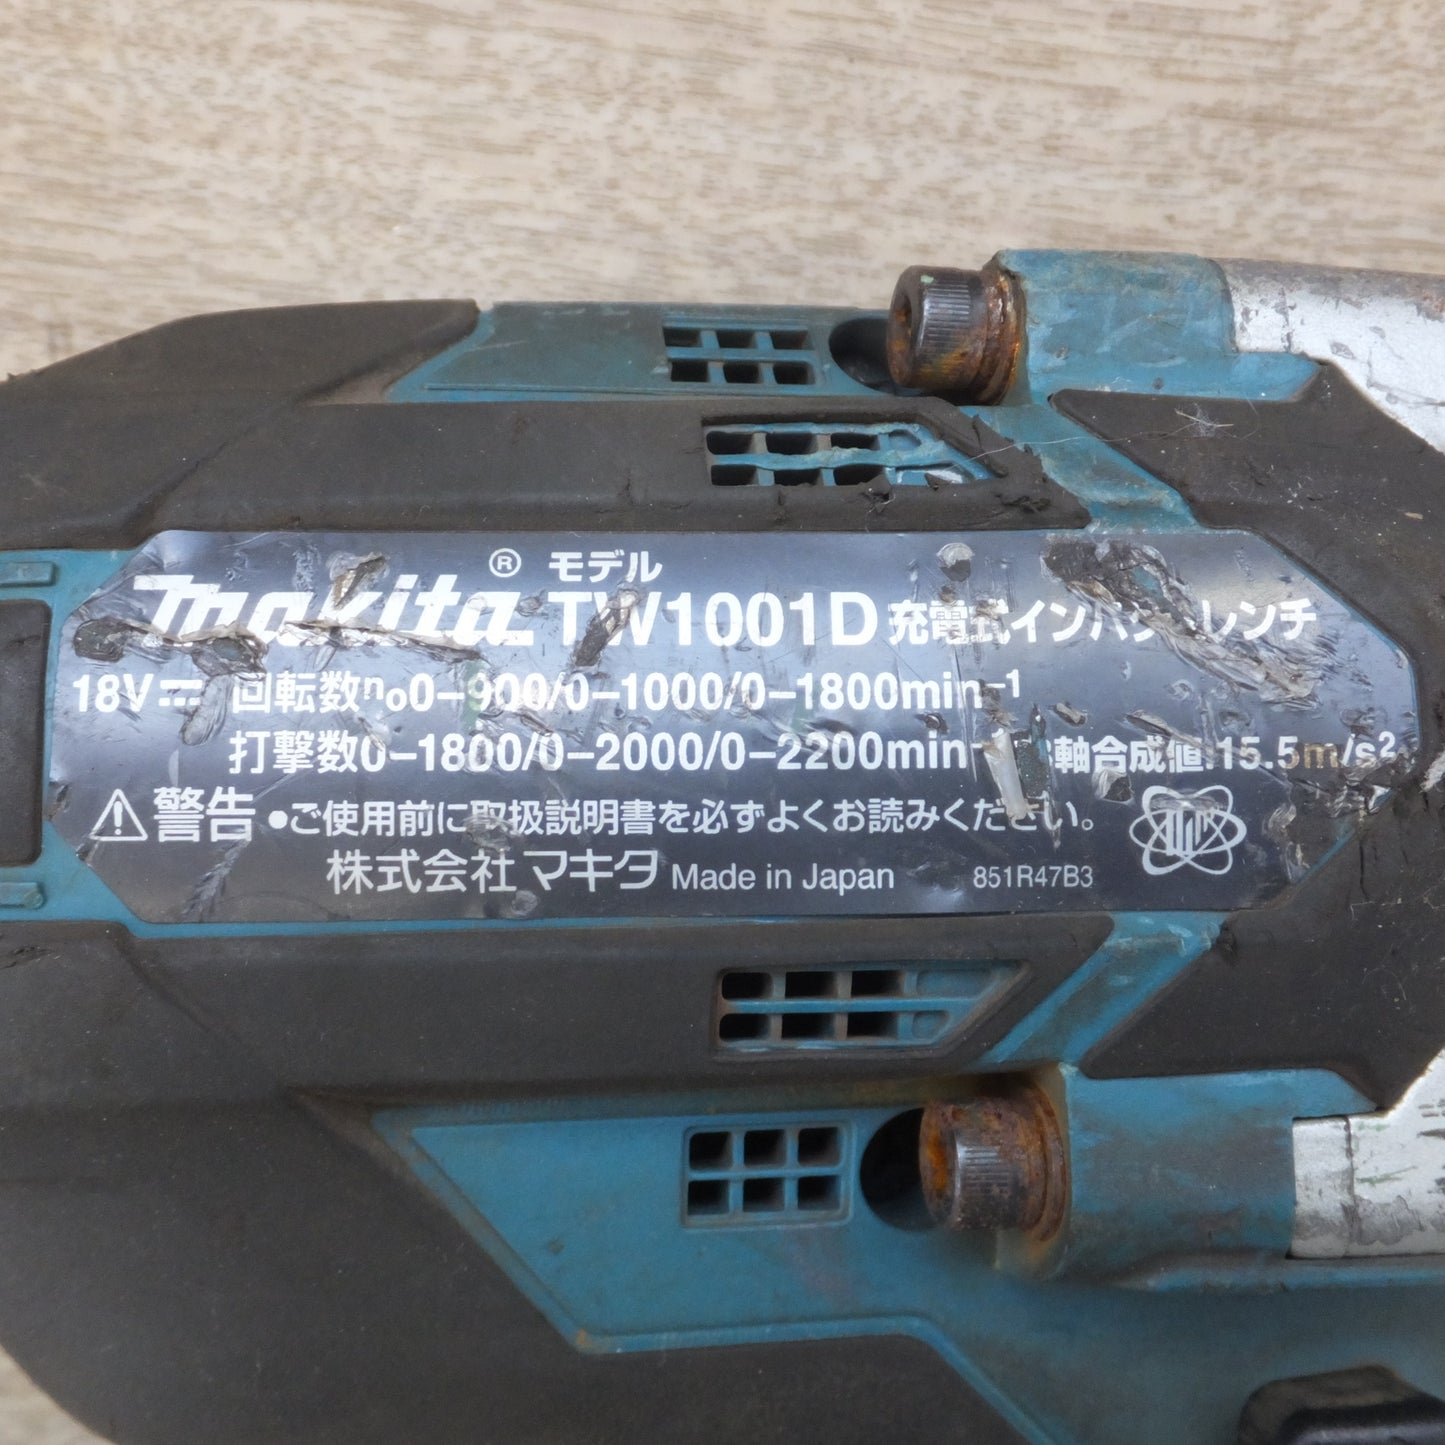 makita® モデル TW1001D 充電式インパクトレンチ
18V⎓ 回転数n₀0−900/0−1000/0−1800min⁻¹
打撃数0−1800/0−2000/0−2200min⁻¹ 軸合成値:15.5m/s²
⚠警告 •ご使用前に取扱説明書を必ずよくお読みください。
株式会社 マキタ Made in Japan 851R47B3